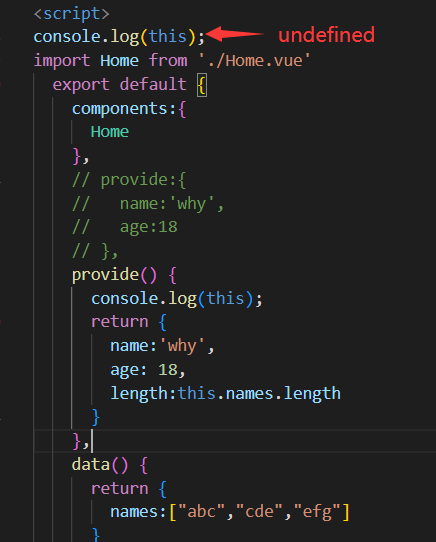 <script>
console.log(this); undefined
import Home from './Home.vue'
export default {
components:{
Home
},
// provide:{
// name:'why',
// age:18
// },
provide() {
console.log(this);
return {
name:'why',
age: 18,
length:this.names.length
}
},
data() {
return {
names:["abc","cde","efg"]
}